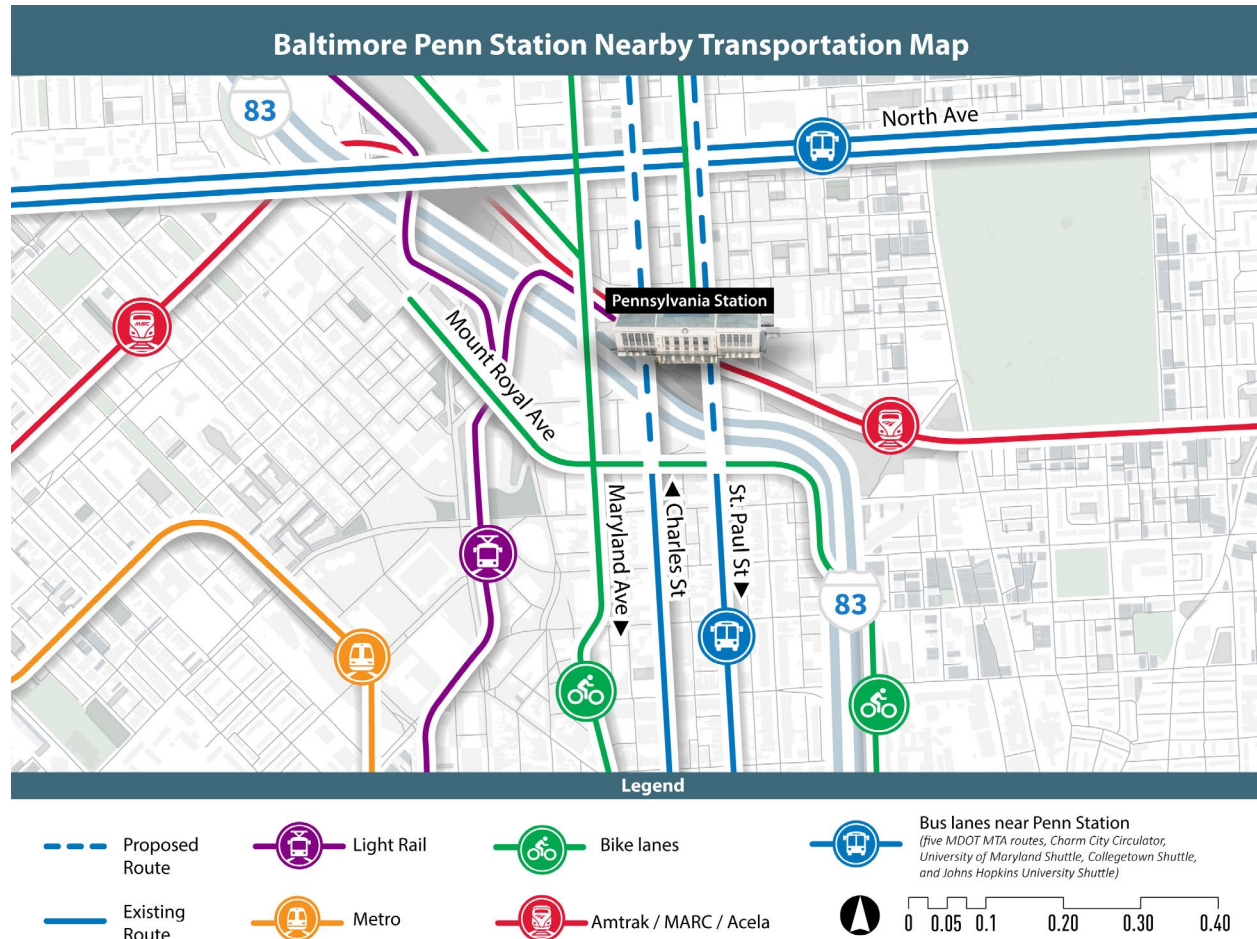 Baltimore Penn Station Nearby Transportation Map
83
North Ave
Pennsylvania Station
MARC
Mount Royal Ave
Maryland Ave ▶
◀ Charles St
St. Paul St ▶
83
Legend
Proposed
Route
Light Rail
Bike lanes
Bus lanes near Penn Station
(five MDOT MTA routes, Charm City Circulator,
University of Maryland Shuttle, Collegetown Shuttle,
and Johns Hopkins University Shuttle)
Existing
Route
Metro
Amtrak / MARC / Acela
0 0.05 0.1 0.20 0.30 0.40